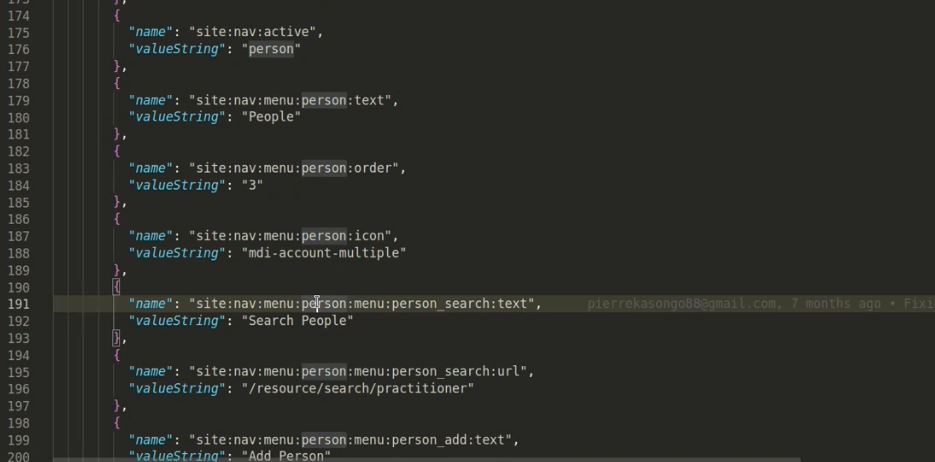 173 },
174 {
175 "name": "site:nav:active",
176 "valueString": "person"
177 },
178 {
179 "name": "site:nav:menu:person:text",
180 "valueString": "People"
181 },
182 {
183 "name": "site:nav:menu:person:order",
184 "valueString": "3"
185 },
186 {
187 "name": "site:nav:menu:person:icon",
188 "valueString": "mdi-account-multiple"
189 },
190 {
191 "name": "site:nav:menu:person:menu:person_search:text", pierrekasongo88@gmail.com, 7 months ago • Fixi
192 "valueString": "Search People"
193 },
194 {
195 "name": "site:nav:menu:person:menu:person_search:url",
196 "valueString": "/resource/search/practitioner"
197 },
198 {
199 "name": "site:nav:menu:person:menu:person_add:text",
200 "valueString": "Add Person"